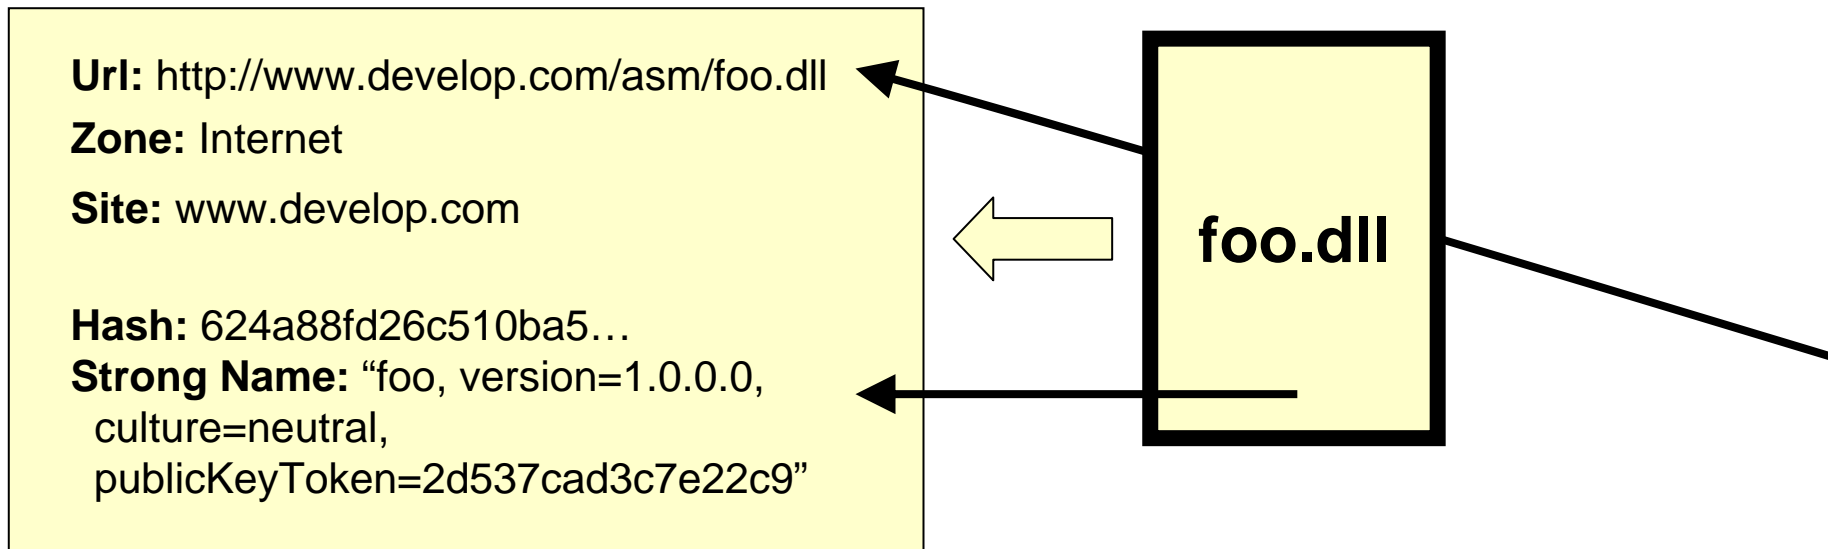 Url: http://www.develop.com/asm/foo.dll
Zone: Internet
Site: www.develop.com
Hash: 624a88fd26c510ba5…
Strong Name: “foo, version=1.0.0.0,
culture=neutral,
publicKeyToken=2d537cad3c7e22c9”
foo.dll